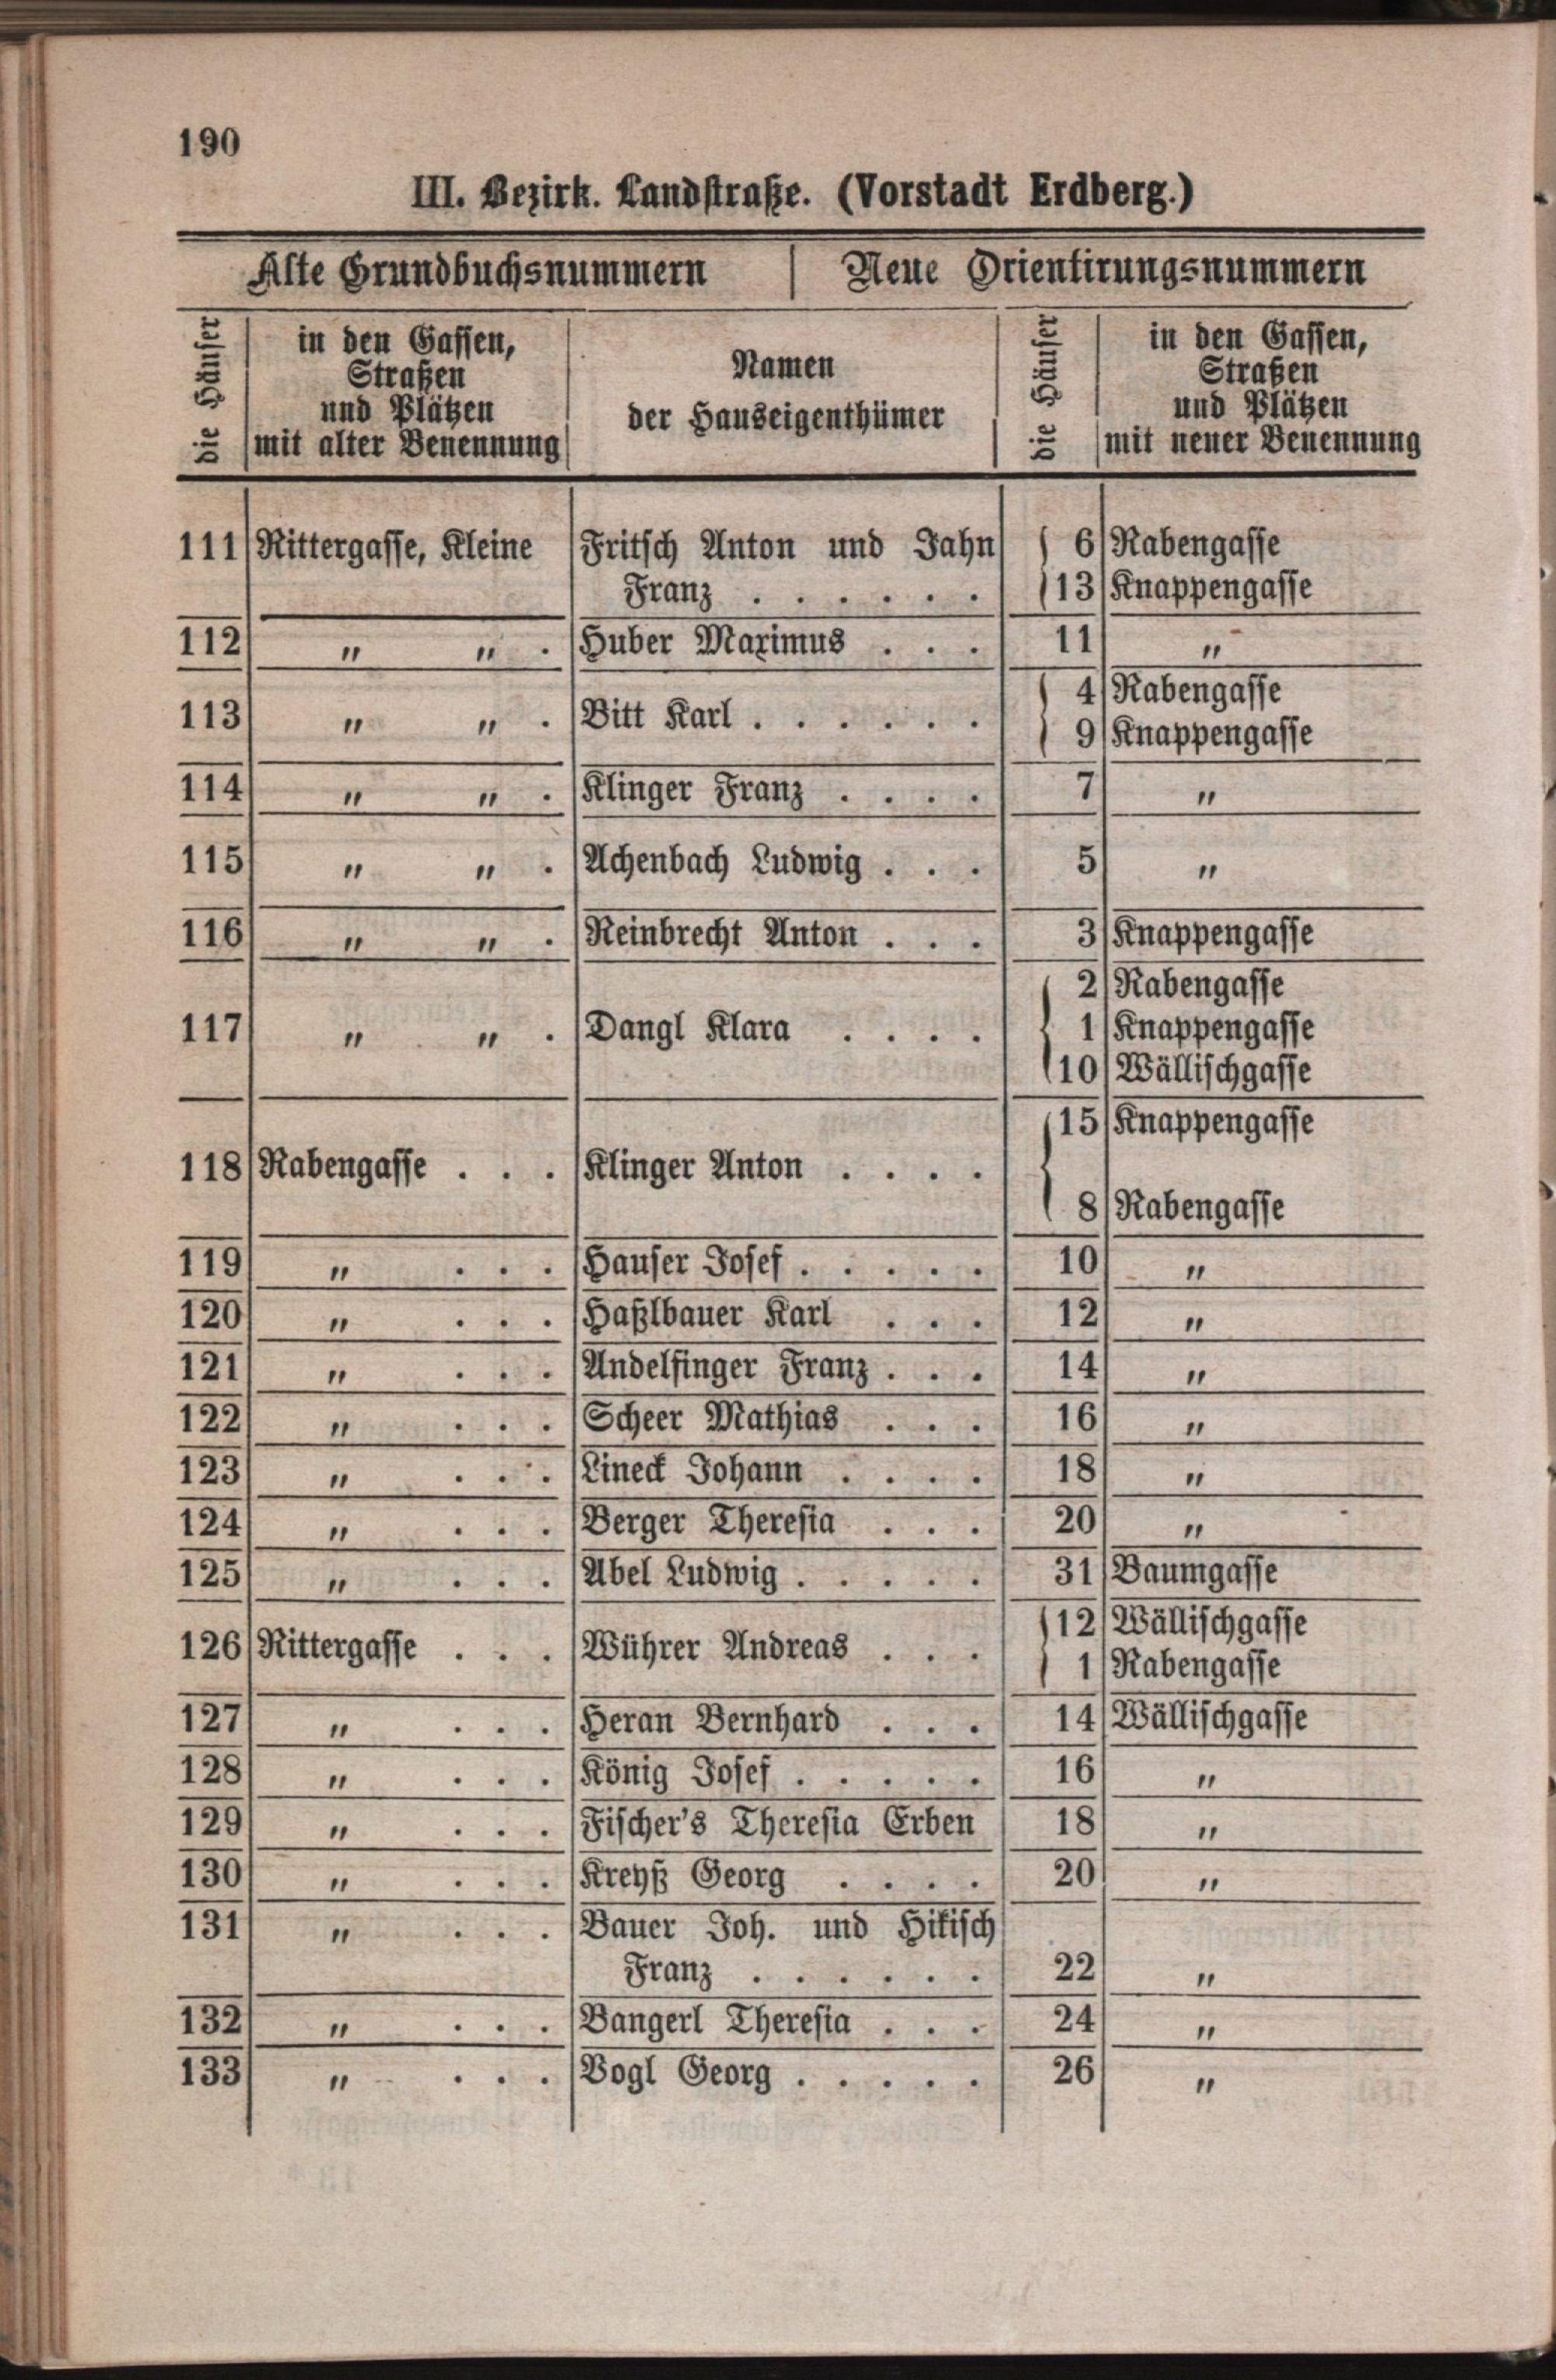 190
III. Bezirk. Landstraße. (Vorstadt Erdberg.)
Alte Grundbuchsnummern | Neue Orientirungsnummern
die Häuser
in den Gassen,
Straßen
und Plätzen
mit alter Benennung
Namen
der Hauseigenthümer
die Häuser
in den Gassen,
Straßen
und Plätzen
mit neuer Benennung
111 Rittergasse, Kleine Fritsch Anton und Jahn 6 Rabengasse
Franz . . . . . . 13 Knappengasse
112 " " . Huber Maximus . . . 11 "
4 Rabengasse
113 " " . Bitt Karl . . . . . .
9 Knappengasse
114 " " . Klinger Franz . . . . 7 "
115 " " . Achenbach Ludwig . . . 5 "
116 " " . Reinbrecht Anton . . . 3 Knappengasse
2 Rabengasse
117 " " . Dangl Klara . . . . 1 Knappengasse
10 Wällischgasse
15 Knappengasse
118 Rabengasse . . . Klinger Anton . . . .
8 Rabengasse
119 " . . . Hauser Josef . . . . . 10 "
120 " . . . Haßlbauer Karl . . . 12 "
121 " . . . Andelfinger Franz . . . 14 "
122 " . . . Scheer Mathias . . . 16 "
123 " . . . Lineck Johann . . . . 18 "
124 " . . . Berger Theresia . . . 20 "
125 " . . . Abel Ludwig . . . . . 31 Baumgasse
12 Wällischgasse
126 Rittergasse . . . Wührer Andreas . . .
1 Rabengasse
127 " . . . Heran Bernhard . . . 14 Wällischgasse
128 " . . . König Josef . . . . . 16 "
129 " . . . Fischer's Theresia Erben 18 "
130 " . . . Kreyß Georg . . . . 20 "
131 " . . . Bauer Joh. und Hikisch
Franz . . . . . . 22 "
132 " . . . Bangerl Theresia . . . 24 "
133 " . . . Vogl Georg . . . . . 26 "